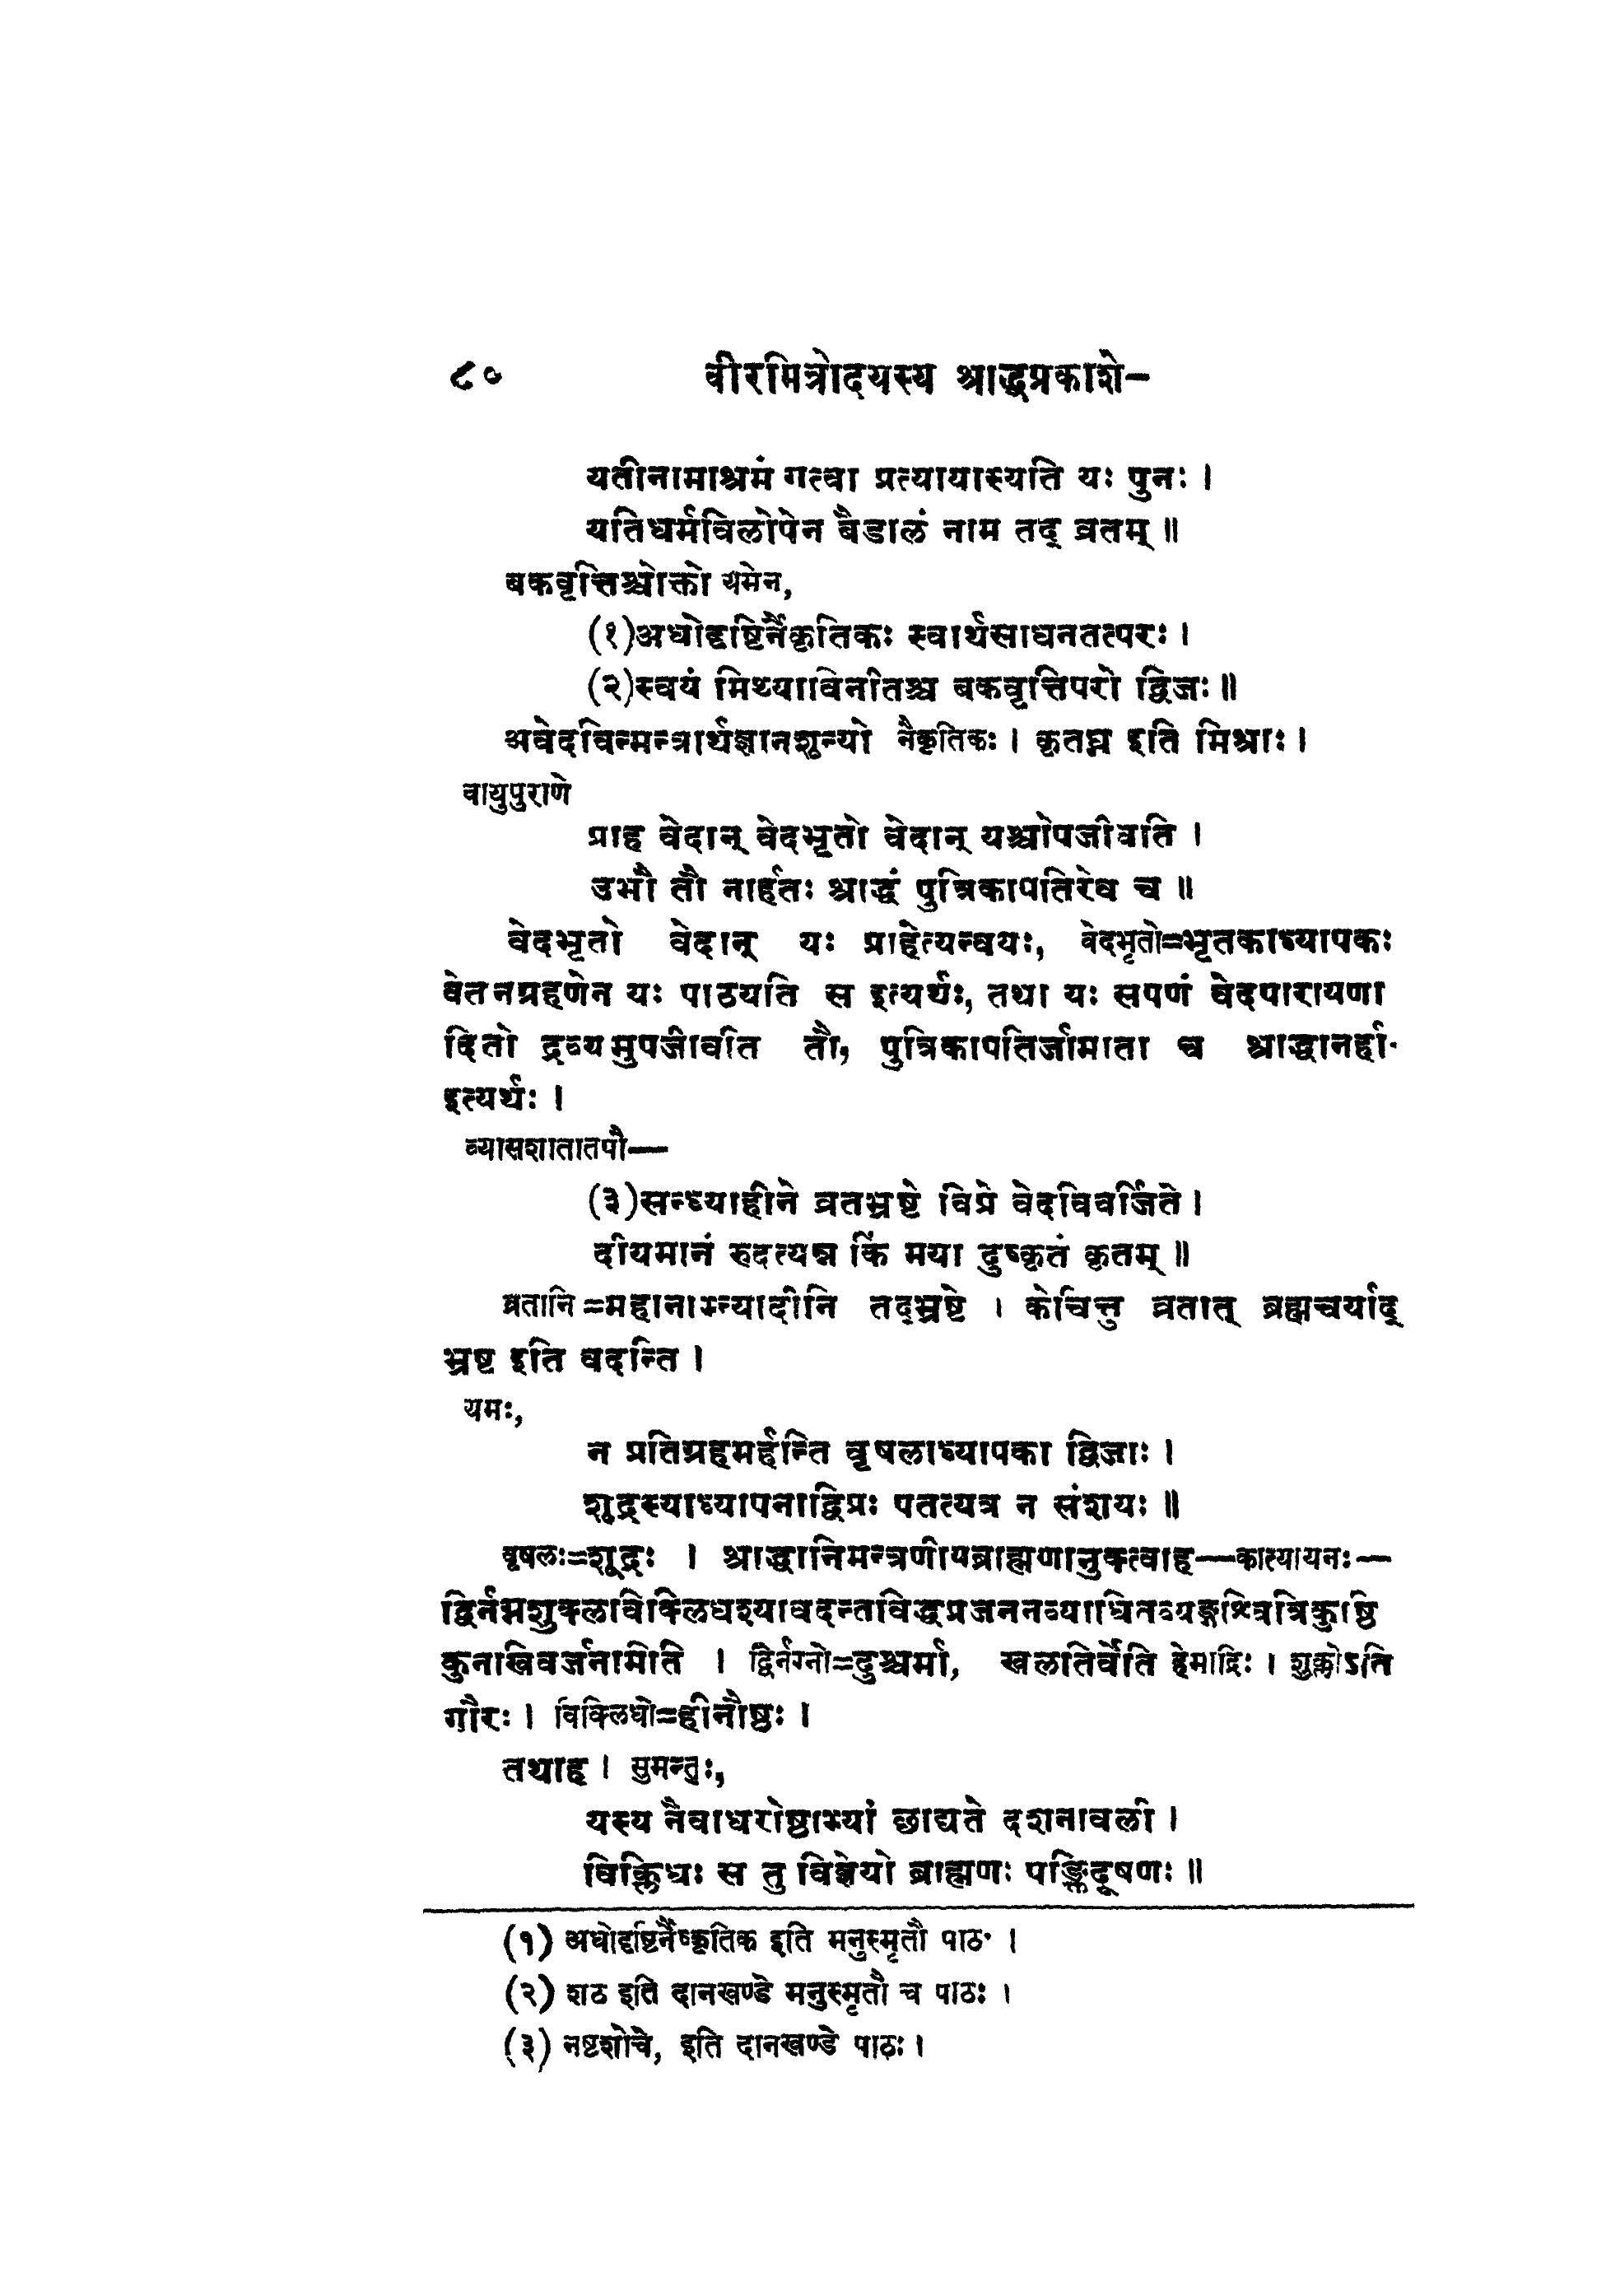 ८० वीरमित्रोदयस्य श्राद्धप्रकाशे-
यतीनामाश्रमं गत्वा प्रत्यायास्यति यः पुनः ।
यतिधर्मविलोपेन बैडालं नाम तद् व्रतम् ॥
बकवृत्तिश्चोक्तो यमेन,
(१)अधोदृष्टिर्नैकृतिकः स्वार्थसाधनतत्परः ।
(२)स्वयं मिथ्याविनतिश्च बकवृत्तिपरो द्विजः ॥
अवेदविन्मन्त्रार्थज्ञानशून्यो नैकृतिकः । कृतघ्न इति मिश्राः ।
वायुपुराणे
प्राह वेदान् वेदभृतो वेदान् यश्चोपजीवति ।
उभौ तौ नार्हतः श्राद्धं पुत्रिकापतिरेव च ॥
वेदभृतो वेदान् यः प्राहेत्यन्वयः, वेदभृतो=भृतकाध्यापकः
वेतनग्रहणेन यः पाठयति स इत्यर्थः, तथा यः सपणं वेदपारायणा
दितो द्रव्यमुपजीवति तौ, पुत्रिकापतिर्जामाता च श्राद्धानर्हा·
इत्यर्थः ।
व्यासशातातपौ—
(३)सन्ध्याहीने व्रतभ्रष्टे विप्रे वेदविवर्जिते ।
दीयमानं रुदत्यन्नं किं मया दुष्कृतं कृतम् ॥
व्रतानि=महानाम्न्यादीनि तद्भ्रष्टे । केचित्तु व्रतात् ब्रह्मचर्याद्
भ्रष्ट इति वदन्ति ।
यमः,
न प्रतिग्रहमर्हन्ति वृषलाध्यापका द्विजाः ।
शूद्रस्याध्यापनाद्विप्रः पतत्यत्र न संशयः ॥
वृषलः=शूद्रः । श्राद्धानिमन्त्रणीयब्राह्मणानुक्त्वाह—कात्यायनः—
द्विर्नग्नशुक्लविक्लिधश्यावदन्तविद्धप्रजननव्याधितव्यङ्गश्वित्रिकुष्ठि
कुनखिवर्जनामिति । द्विर्नग्नो=दुश्चर्मा, खलतिर्वेति हेमाद्रिः । शुक्लोऽति
गौरः । विक्लिधो=हीनौष्ठः ।
तथाह । सुमन्तुः,
यस्य नैवाधरोष्ठाभ्यां छाद्यते दशनावली ।
विक्लिधः स तु विज्ञेयो ब्राह्मणः पङ्क्तिदूषणः ॥
(१) अधोर्दृष्टिर्नैष्कृतिक इति मनुस्मृतौ पाठ· ।
(२) शठ इति दानखण्डे मनुस्मृतौ च पाठः ।
(३) नष्टशौचे, इति दानखण्डे पाठः ।